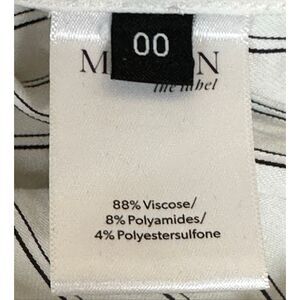 00
the label
88% Viscose/
8% Polyamides/
4% Polyestersulfone